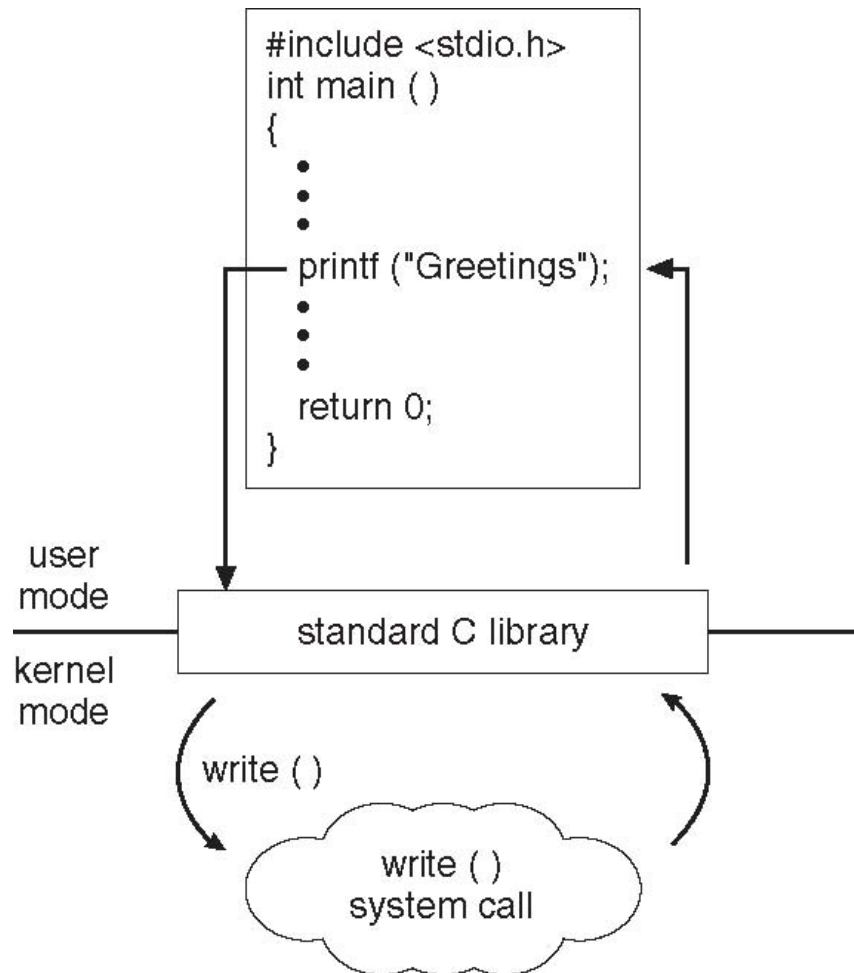 #include <stdio.h>
int main ( )
{
•
•
•
printf ("Greetings");
•
•
•
return 0;
}
user
mode
standard C library
kernel
mode
write ( )
write ( )
system call